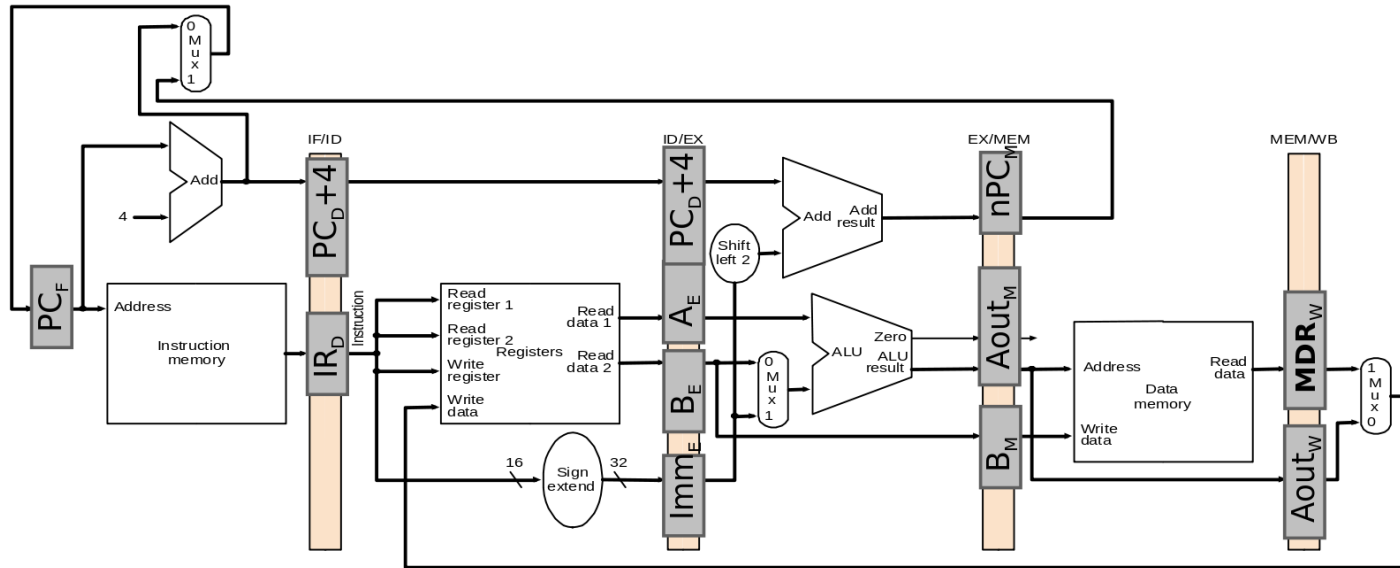 0
M
u
x
1
IF/ID
ID/EX
EX/MEM
MEM/WB
Add
4
PC_D+4
PC_D+4
Add
Add
result
nPC_M
Shift
left 2
PC_F
Address
Instruction
memory
IR_D
Instruction
Read
register 1
Read
register 2
Write
register
Write
data
Registers
Read
data 1
Read
data 2
A_E
B_E
Imm_E
16
Sign
extend
32
0
M
u
x
1
ALU
Zero
ALU
result
Aout_M
B_M
Address
Write
data
Data
memory
Read
data
MDR_W
Aout_W
1
M
u
x
0